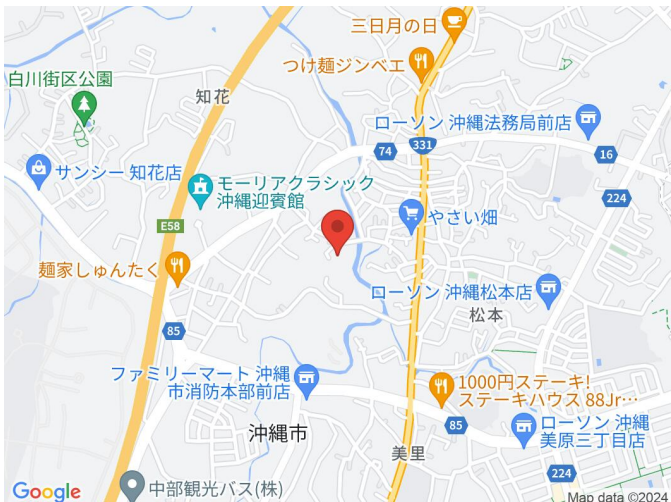 三日月の日
つけ麺ジンベエ
白川街区公園
知花
ローソン 沖縄法務局前店
331
74
16
サンシー 知花店
モーリアクラシック
沖縄迎賓館
224
E58
やさい畑
麺家しゅんたく
ローソン 沖縄松本店
松本
85
ファミリーマート 沖縄
市消防本部前店
1000円ステーキ!
ステーキハウス 88Jr…
沖縄市
85
ローソン 沖縄
美原三丁目店
美里
224
中部観光バス(株)
Google
Map data ©2024